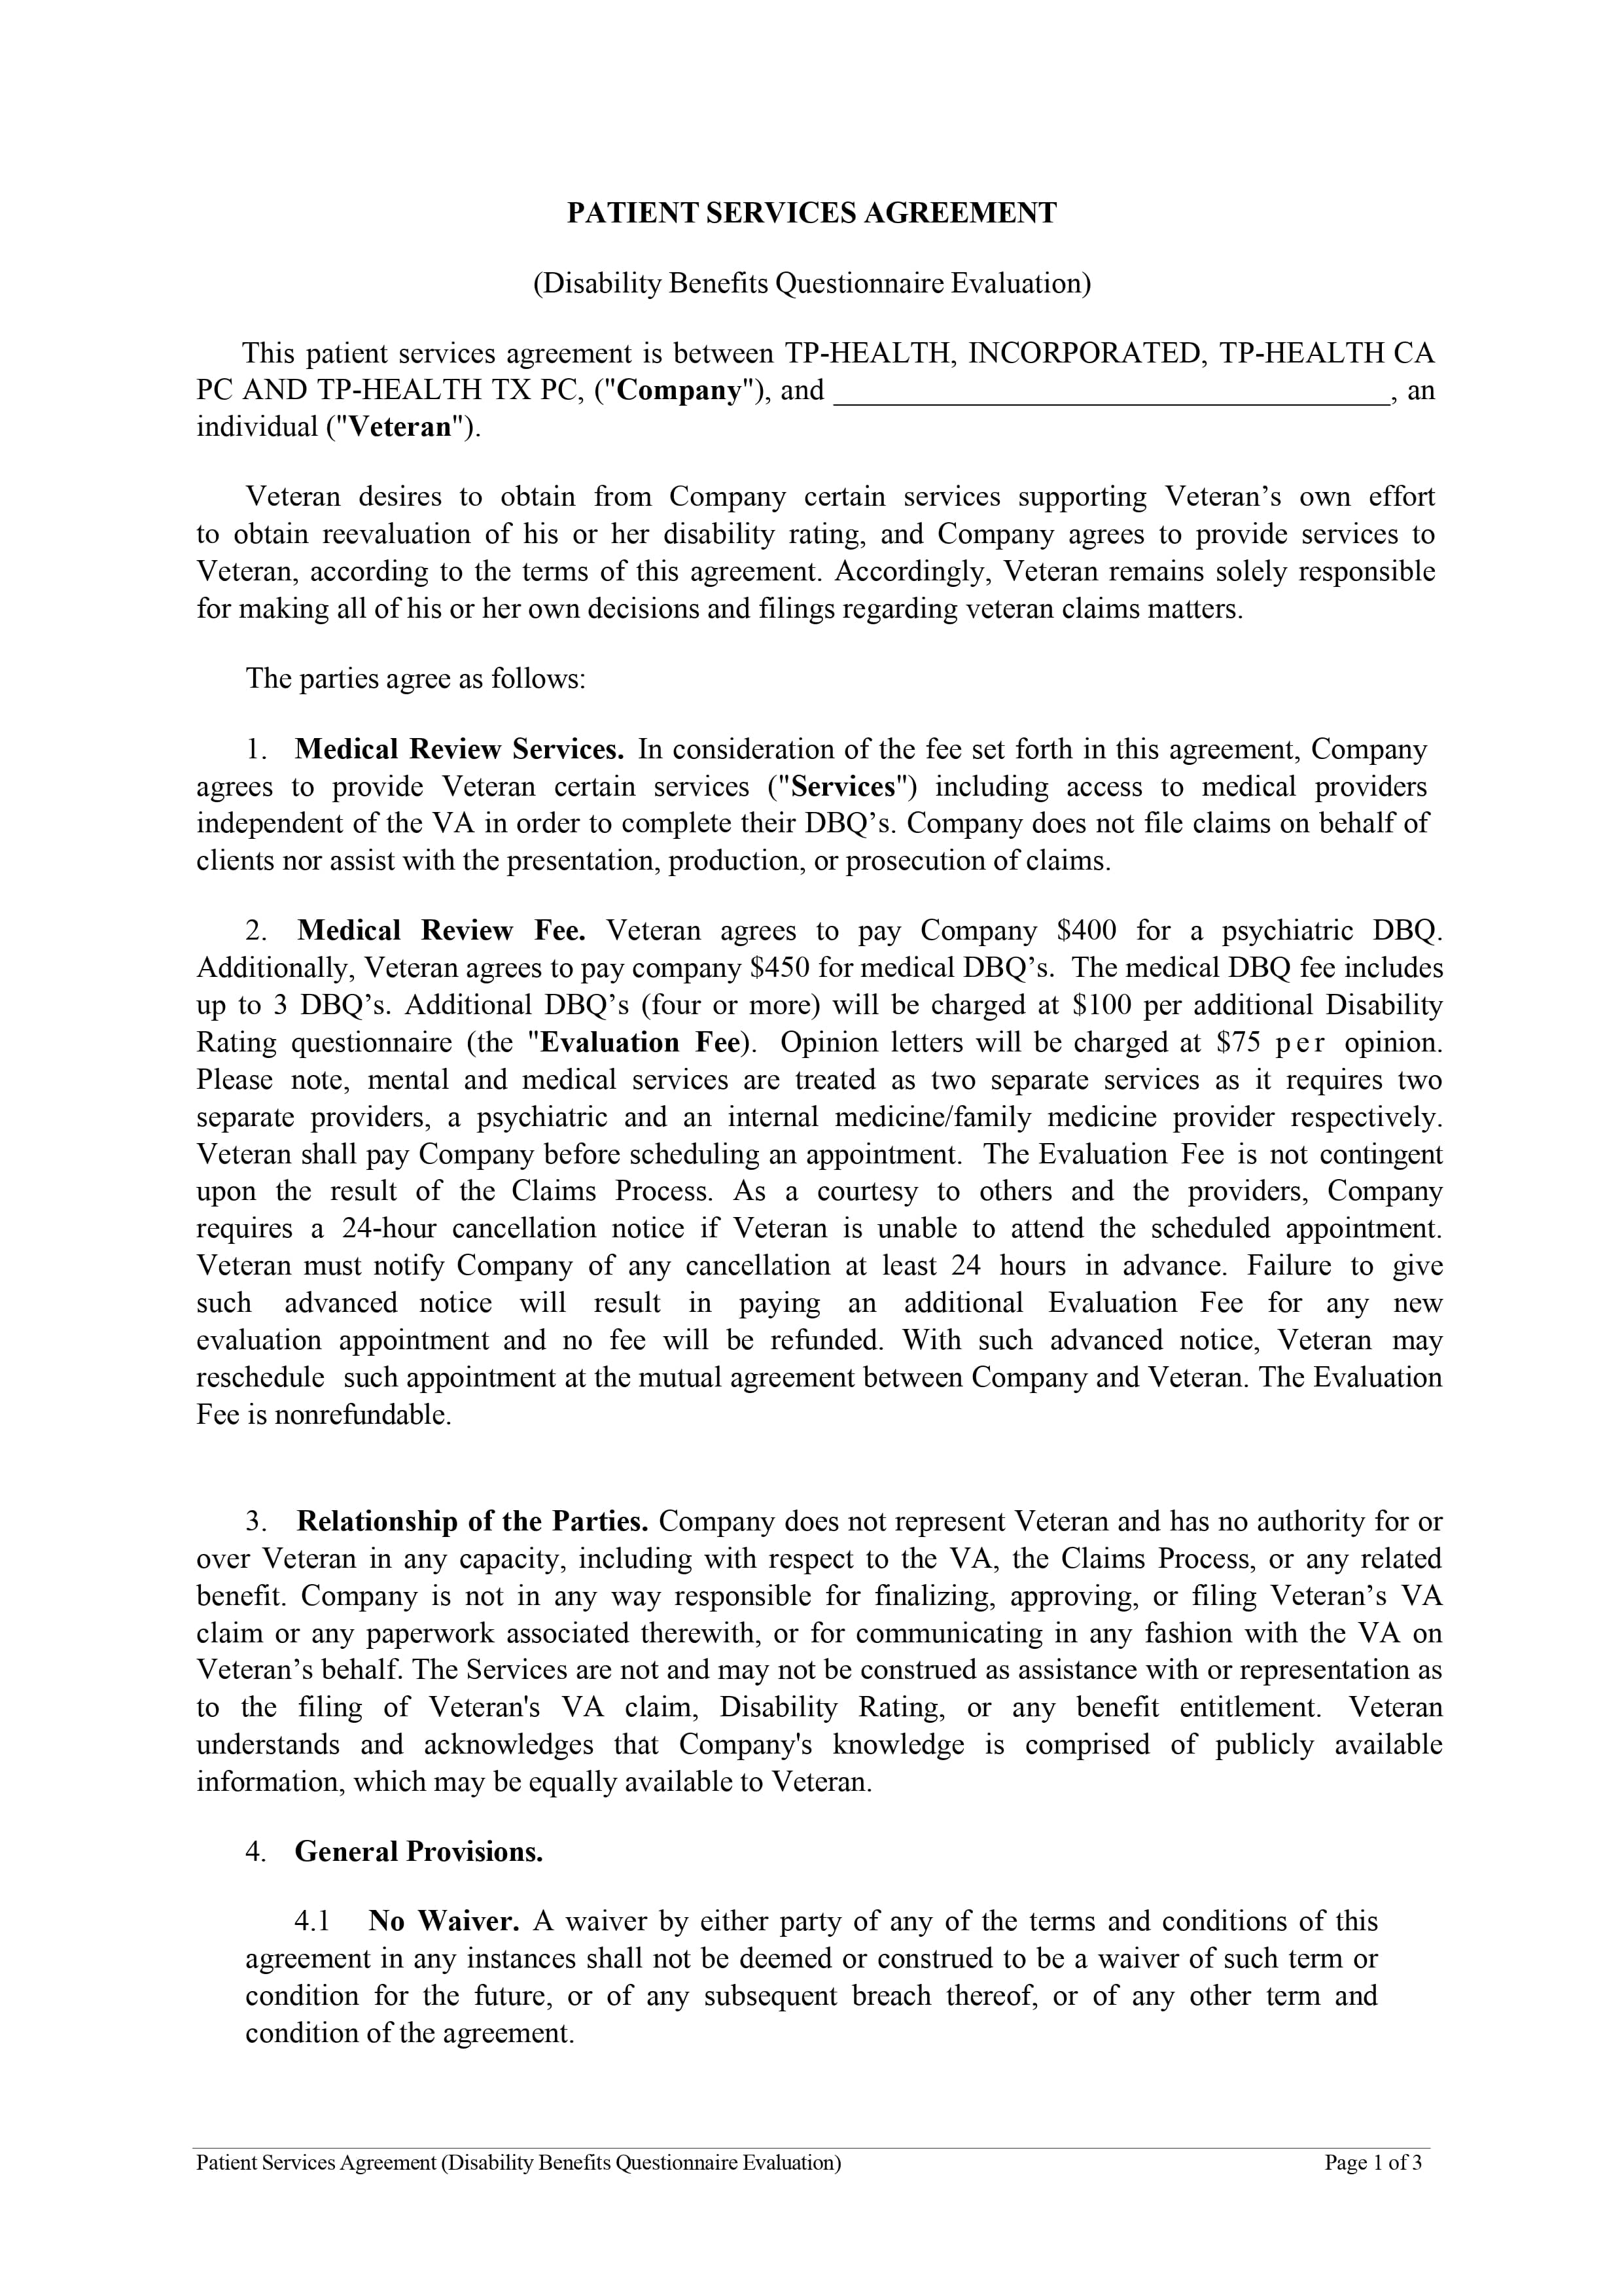 PATIENT SERVICES AGREEMENT
(Disability Benefits Questionnaire Evaluation)
This patient services agreement is between TP-HEALTH, INCORPORATED, TP-HEALTH CA
PC AND TP-HEALTH TX PC, ("Company"), and ____________________________________, an
individual ("Veteran").
Veteran desires to obtain from Company certain services supporting Veteran’s own effort
to obtain reevaluation of his or her disability rating, and Company agrees to provide services to
Veteran, according to the terms of this agreement. Accordingly, Veteran remains solely responsible
for making all of his or her own decisions and filings regarding veteran claims matters.
The parties agree as follows:
1. Medical Review Services. In consideration of the fee set forth in this agreement, Company
agrees to provide Veteran certain services ("Services") including access to medical providers
independent of the VA in order to complete their DBQ’s. Company does not file claims on behalf of
clients nor assist with the presentation, production, or prosecution of claims.
2. Medical Review Fee. Veteran agrees to pay Company $400 for a psychiatric DBQ.
Additionally, Veteran agrees to pay company $450 for medical DBQ’s. The medical DBQ fee includes
up to 3 DBQ’s. Additional DBQ’s (four or more) will be charged at $100 per additional Disability
Rating questionnaire (the "Evaluation Fee). Opinion letters will be charged at $75 per opinion.
Please note, mental and medical services are treated as two separate services as it requires two
separate providers, a psychiatric and an internal medicine/family medicine provider respectively.
Veteran shall pay Company before scheduling an appointment. The Evaluation Fee is not contingent
upon the result of the Claims Process. As a courtesy to others and the providers, Company
requires a 24-hour cancellation notice if Veteran is unable to attend the scheduled appointment.
Veteran must notify Company of any cancellation at least 24 hours in advance. Failure to give
such advanced notice will result in paying an additional Evaluation Fee for any new
evaluation appointment and no fee will be refunded. With such advanced notice, Veteran may
reschedule such appointment at the mutual agreement between Company and Veteran. The Evaluation
Fee is nonrefundable.
3. Relationship of the Parties. Company does not represent Veteran and has no authority for or
over Veteran in any capacity, including with respect to the VA, the Claims Process, or any related
benefit. Company is not in any way responsible for finalizing, approving, or filing Veteran’s VA
claim or any paperwork associated therewith, or for communicating in any fashion with the VA on
Veteran’s behalf. The Services are not and may not be construed as assistance with or representation as
to the filing of Veteran's VA claim, Disability Rating, or any benefit entitlement. Veteran
understands and acknowledges that Company's knowledge is comprised of publicly available
information, which may be equally available to Veteran.
4. General Provisions.
4.1 No Waiver. A waiver by either party of any of the terms and conditions of this
agreement in any instances shall not be deemed or construed to be a waiver of such term or
condition for the future, or of any subsequent breach thereof, or of any other term and
condition of the agreement.
Patient Services Agreement (Disability Benefits Questionnaire Evaluation) Page 1 of 3